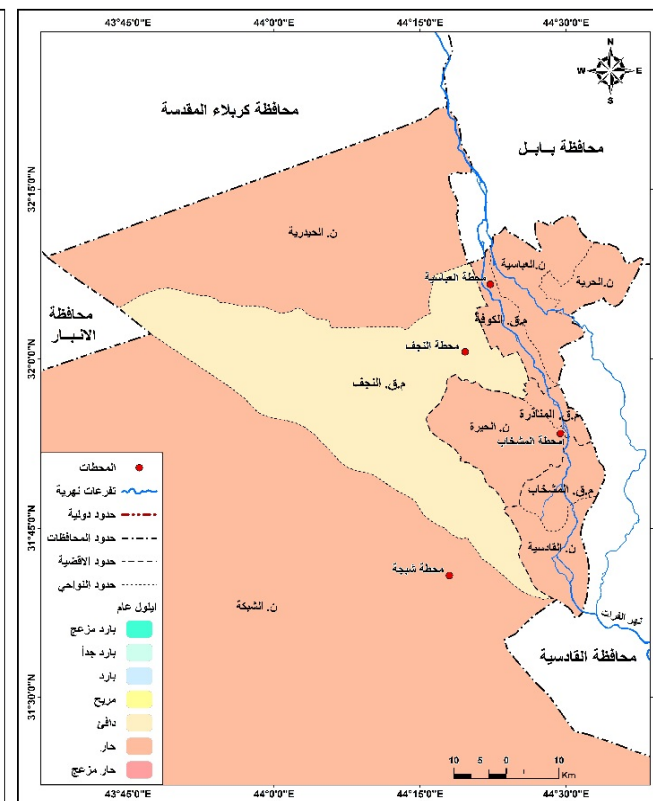 43°45'0"E
44°0'0"E
44°15'0"E
44°30'0"E
N
W E
S
محافظة كربلاء المقدسة
محافظة بـابــل
32°15'0"N
ن. الحيدرية
ن.العباسية
ن. الحرية
محطة العباسية
م.ق. الكوفة
محافظة
الانـبـــار
32°0'0"N
محطة النجف
م.ق. النجف
م.ق. المناذرة
ن. الحيرة
محطة المشخاب
م.ق. المشخاب
ن. القادسية
31°45'0"N
محطة شبجة
ن. الشبكة
نهر الفرات
محافظة القادسية
31°30'0"N
المحطات
تفرعات نهرية
حدود دولية
حدود المحافظات
حدود الاقضية
حدود النواحي
ايلول عام
بارد مزعج
بارد جداً
بارد
مريح
دافئ
حار
حار مزعج
10 5 0 10
Km
43°45'0"E
44°0'0"E
44°15'0"E
44°30'0"E